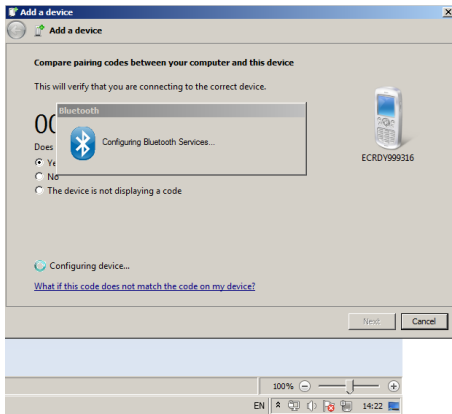 Add a device
Add a device
Compare pairing codes between your computer and this device
This will verify that you are connecting to the correct device.
Bluetooth
Configuring Bluetooth Services...
Does
No
The device is not displaying a code
ECRDY999316
Configuring device...
What if this code does not match the code on my device?
Next Cancel
100%
EN 14:22